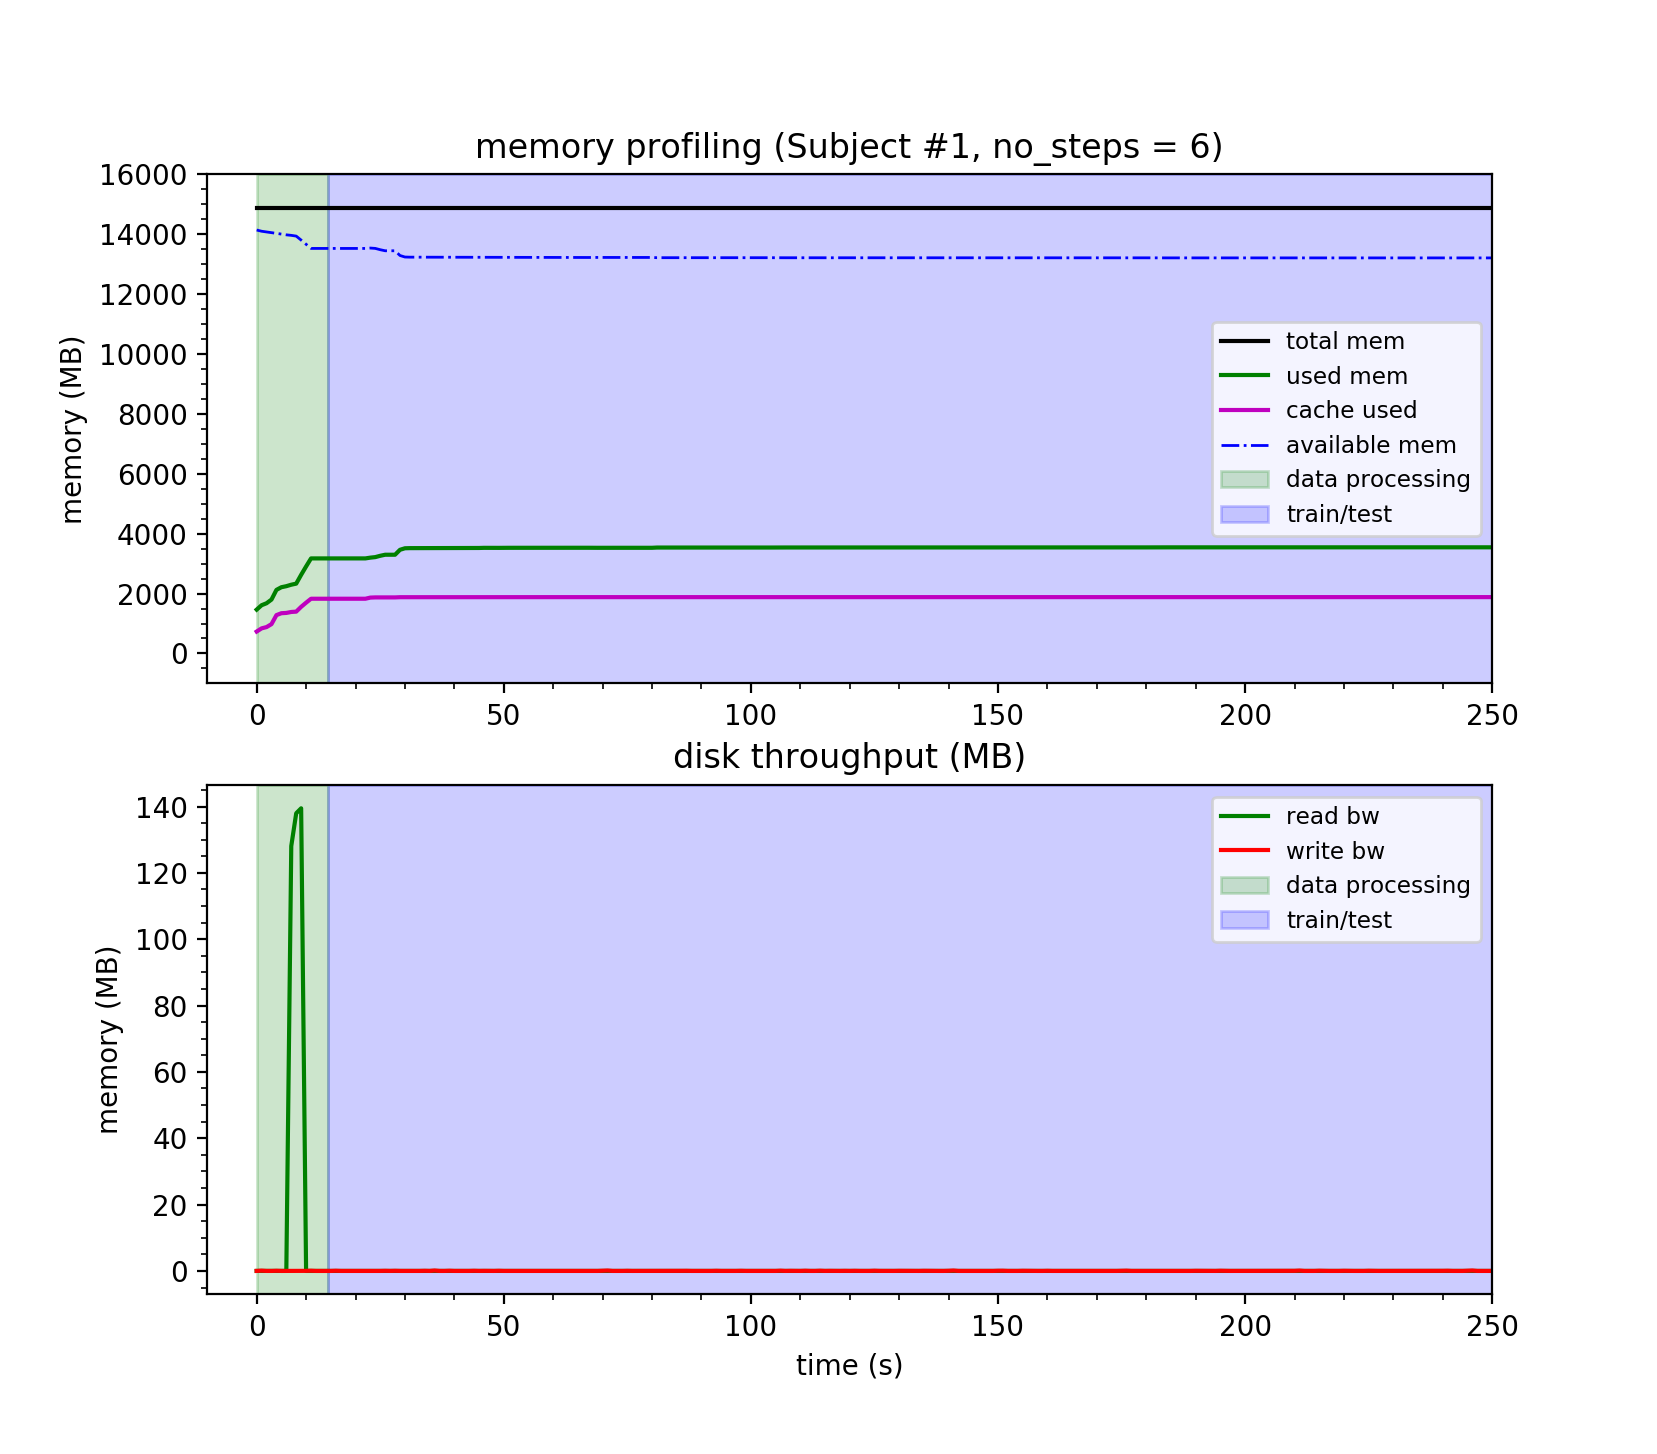 memory profiling (Subject #1, no_steps = 6)
16000
14000
12000
10000
8000
6000
4000
2000
0
memory (MB)
total mem
used mem
cache used
available mem
data processing
train/test
0 50 100 150 200 250
disk throughput (MB)
140
120
100
80
60
40
20
0
memory (MB)
read bw
write bw
data processing
train/test
0 50 100 150 200 250
time (s)